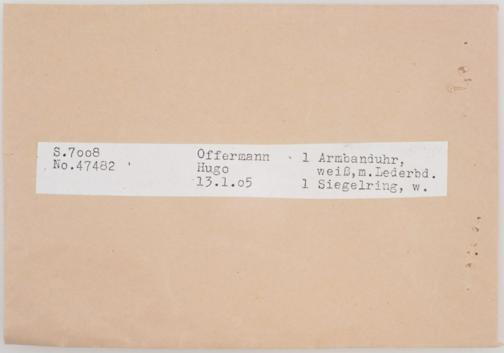 S.7008 Offermann 1 Armbanduhr,
No.47482 Hugo weiß,m.Lederbd.
13.1.05 1 Siegelring, w.